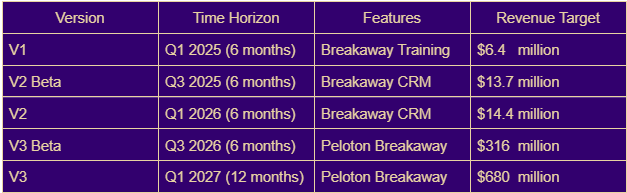 Version Time Horizon Features Revenue Target
V1 Q1 2025 (6 months) Breakaway Training $6.4 million
V2 Beta Q3 2025 (6 months) Breakaway CRM $13.7 million
V2 Q1 2026 (6 months) Breakaway CRM $14.4 million
V3 Beta Q3 2026 (6 months) Peloton Breakaway $316 million
V3 Q1 2027 (12 months) Peloton Breakaway $680 million